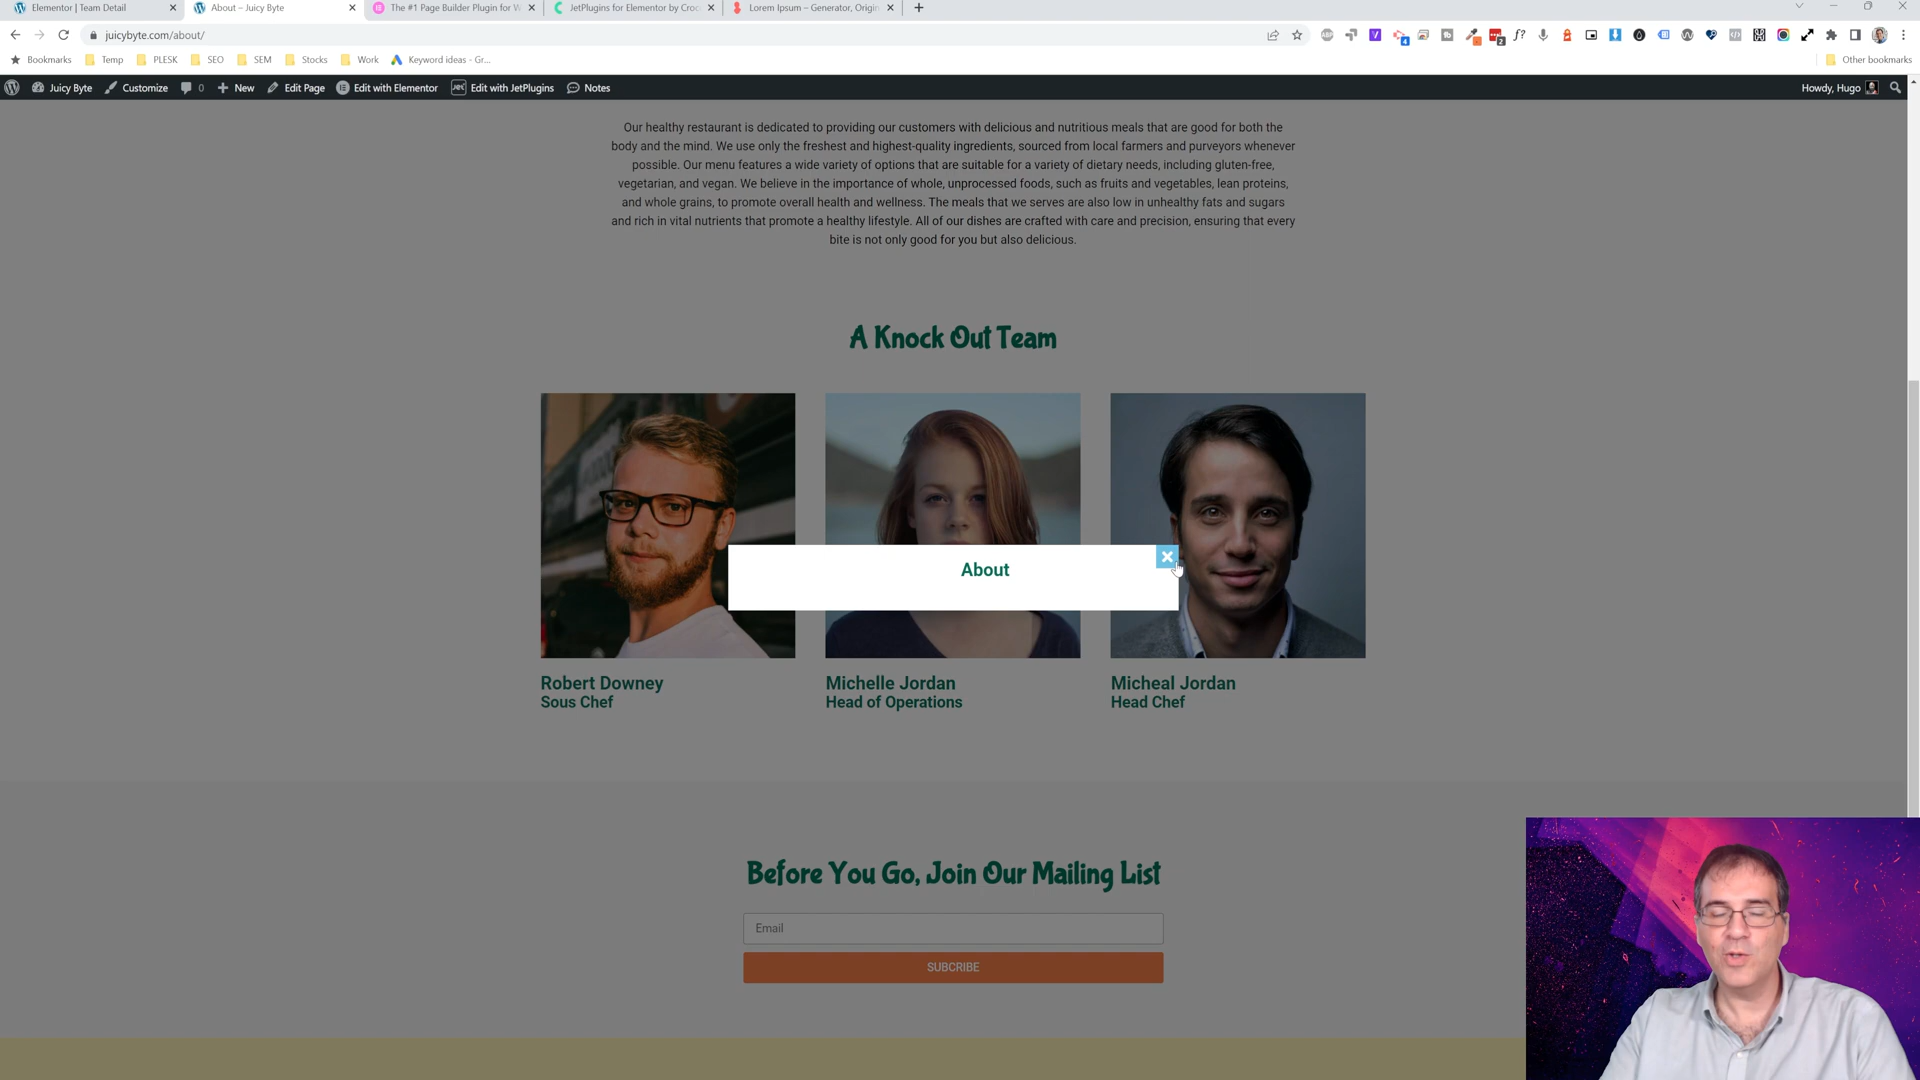 Elementor | Team Detail
About – Juicy Byte
The #1 Page Builder Plugin for W
JetPlugins for Elementor by Croc
Lorem Ipsum – Generator, Origin
juicybyte.com/about/
Bookmarks
Temp
PLESK
SEO
SEM
Stocks
Work
Keyword ideas - Gr...
Other bookmarks
Juicy Byte
Customize
0
New
Edit Page
Edit with Elementor
Edit with JetPlugins
Notes
Howdy, Hugo
Our healthy restaurant is dedicated to providing our customers with delicious and nutritious meals that are good for both the
body and the mind. We use only the freshest and highest-quality ingredients, sourced from local farmers and purveyors whenever
possible. Our menu features a wide variety of options that are suitable for a variety of dietary needs, including gluten-free,
vegetarian, and vegan. We believe in the importance of whole, unprocessed foods, such as fruits and vegetables, lean proteins,
and whole grains, to promote overall health and wellness. The meals that we serves are also low in unhealthy fats and sugars
and rich in vital nutrients that promote a healthy lifestyle. All of our dishes are crafted with care and precision, ensuring that every
bite is not only good for you but also delicious.
A Knock Out Team
About
Robert Downey
Sous Chef
Michelle Jordan
Head of Operations
Micheal Jordan
Head Chef
Before You Go, Join Our Mailing List
Email
SUBCRIBE